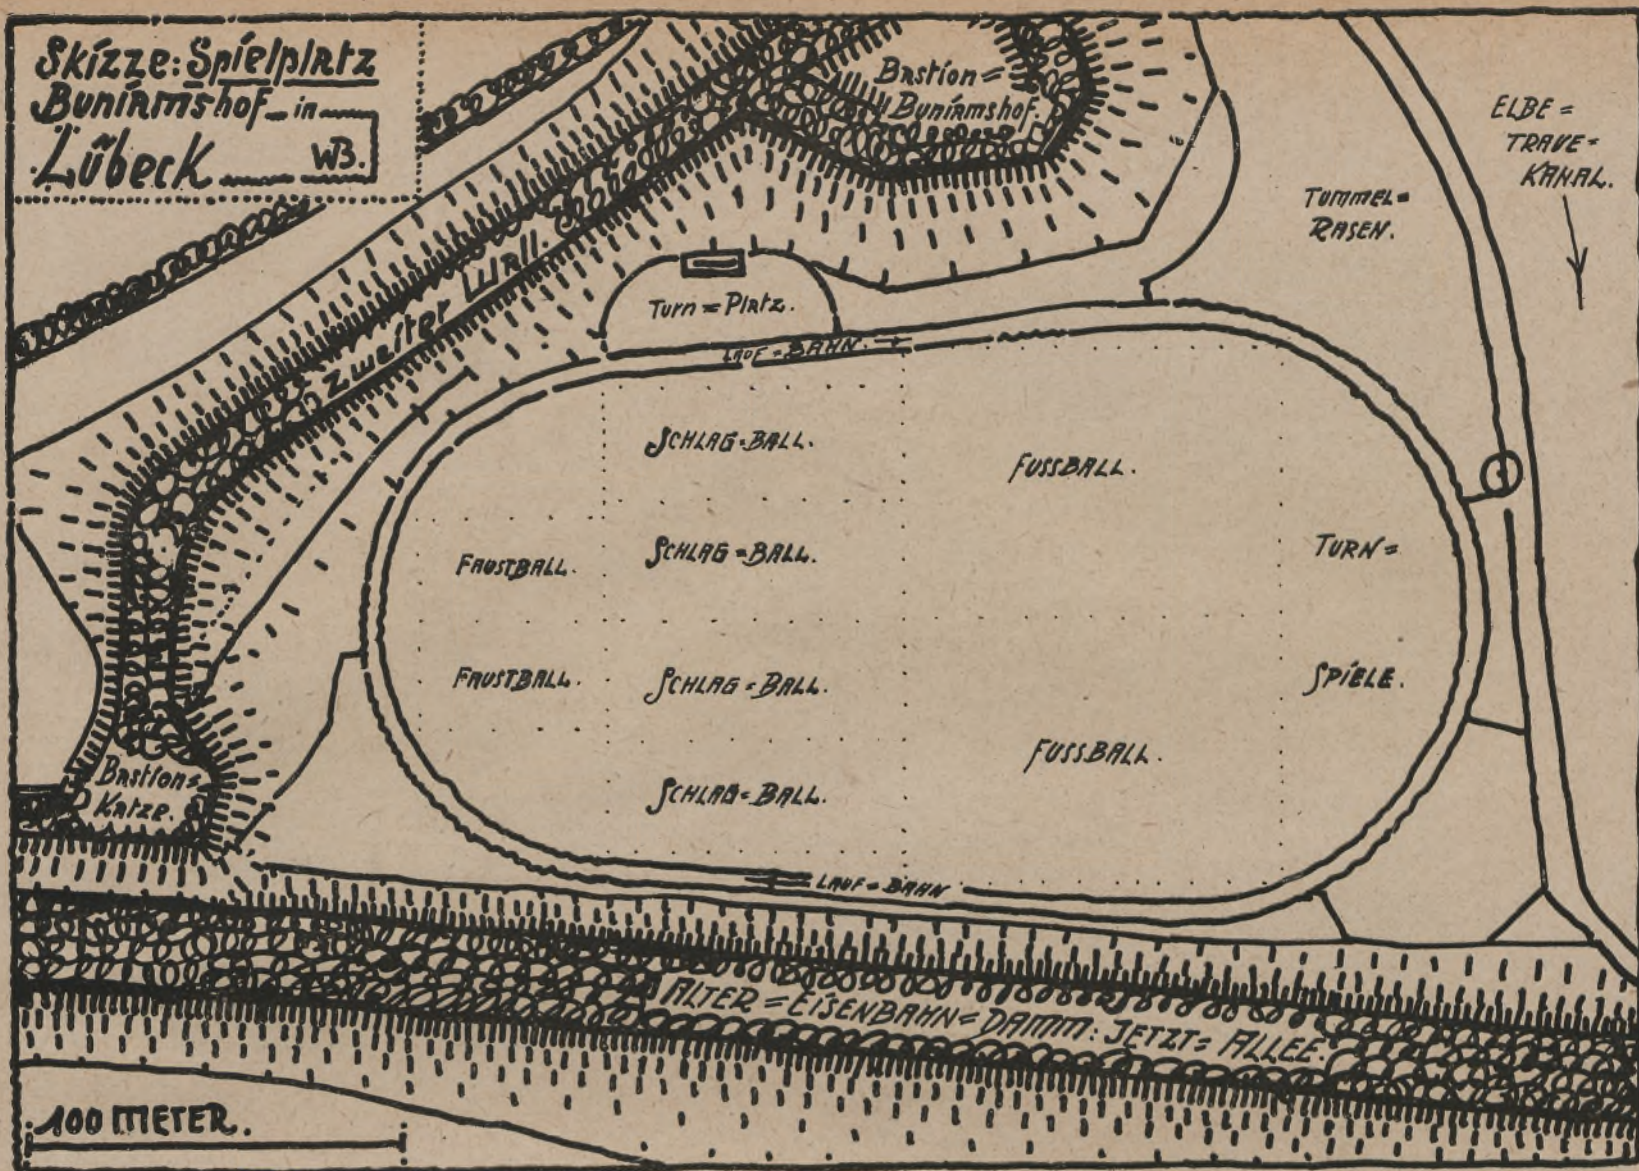 Skizze: Spielplatz
Buniamshof in
Lübeck WB.
Bastion=
Buniamshof.
ELBE=
TRAVE=
KANAL.
TUMMEL=
RASEN.
Zweiter Wall.
Turn=Platz.
LAUF=BAHN.
SCHLAG=BALL.
FUSSBALL.
FAUSTBALL.
SCHLAG=BALL.
TURN=
FAUSTBALL.
SCHLAG=BALL.
SPIELE.
FUSSBALL.
SCHLAG=BALL.
Bastion=
Katze.
LAUF=BAHN
ALTER=EISENBAHN=DAMM: JETZT= ALLEE.
100 METER.